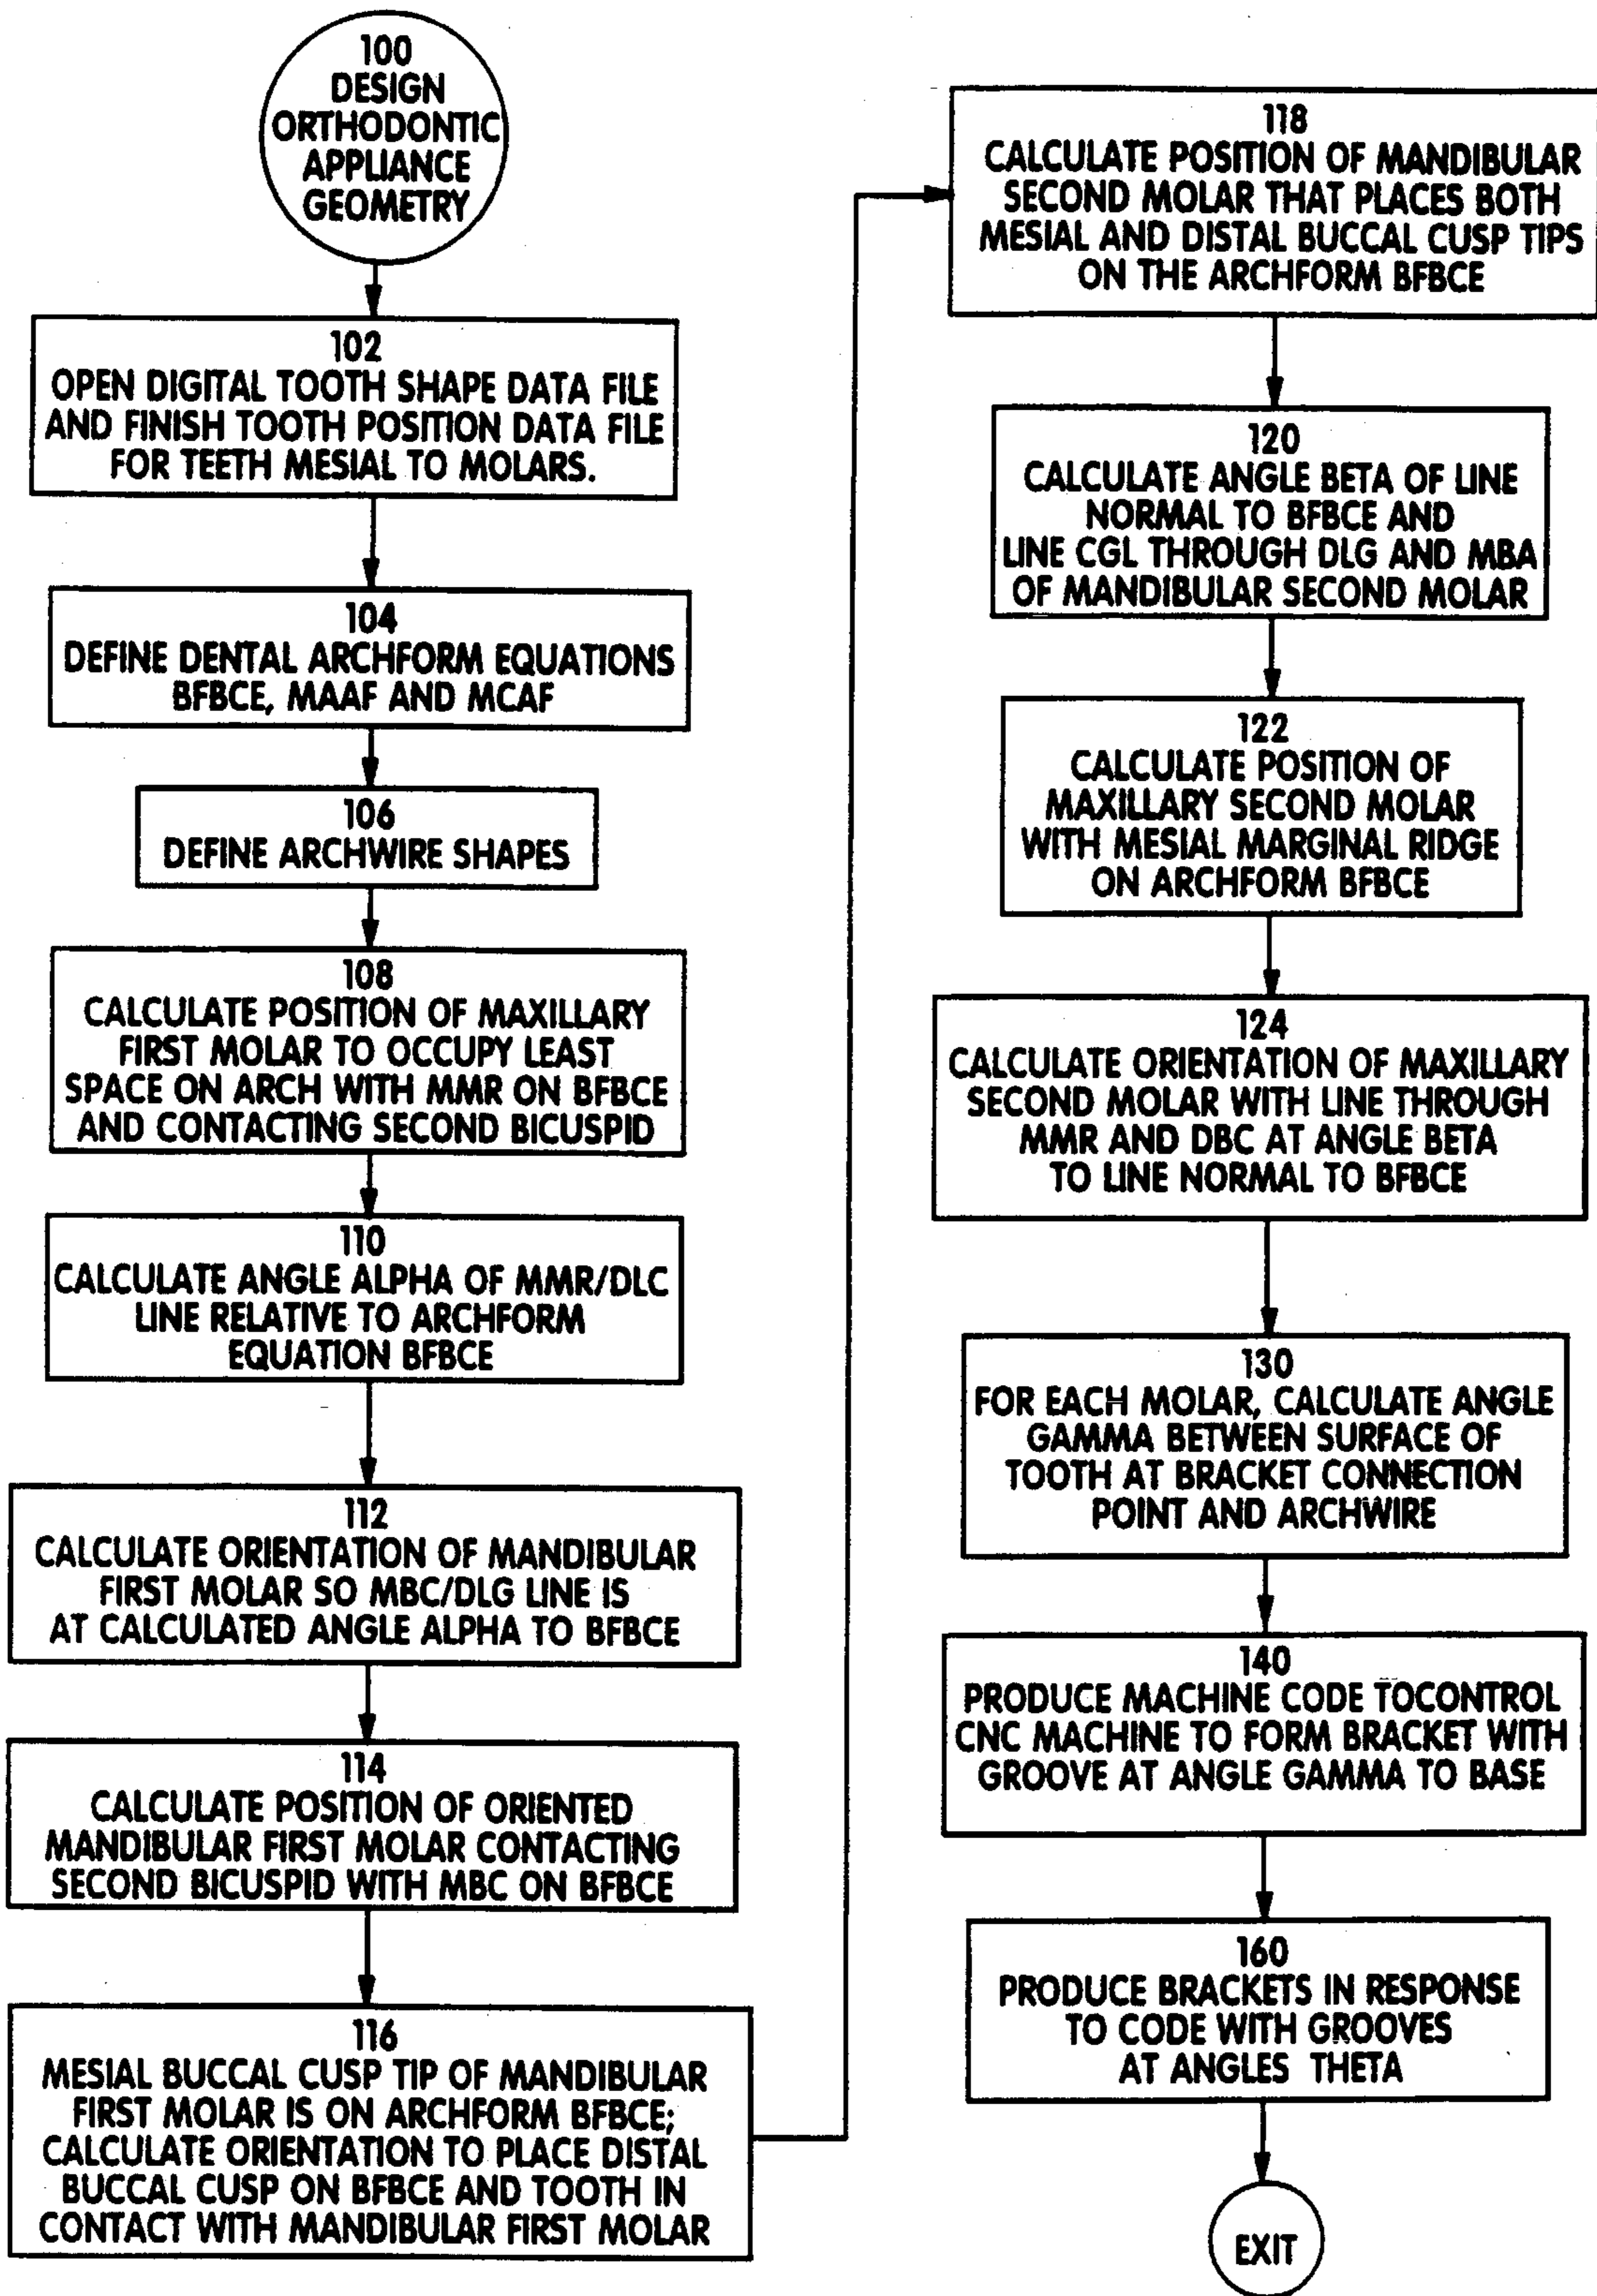 100
DESIGN
ORTHODONTIC
APPLIANCE
GEOMETRY
102
OPEN DIGITAL TOOTH SHAPE DATA FILE
AND FINISH TOOTH POSITION DATA FILE
FOR TEETH MESIAL TO MOLARS.
104
DEFINE DENTAL ARCHFORM EQUATIONS
BFBCE, MAAF AND MCAF
106
DEFINE ARCHWIRE SHAPES
108
CALCULATE POSITION OF MAXILLARY
FIRST MOLAR TO OCCUPY LEAST
SPACE ON ARCH WITH MMR ON BFBCE
AND CONTACTING SECOND BICUSPID
110
CALCULATE ANGLE ALPHA OF MMR/DLC
LINE RELATIVE TO ARCHFORM
EQUATION BFBCE
112
CALCULATE ORIENTATION OF MANDIBULAR
FIRST MOLAR SO MBC/DLG LINE IS
AT CALCULATED ANGLE ALPHA TO BFBCE
114
CALCULATE POSITION OF ORIENTED
MANDIBULAR FIRST MOLAR CONTACTING
SECOND BICUSPID WITH MBC ON BFBCE
116
MESIAL BUCCAL CUSP TIP OF MANDIBULAR
FIRST MOLAR IS ON ARCHFORM BFBCE;
CALCULATE ORIENTATION TO PLACE DISTAL
BUCCAL CUSP ON BFBCE AND TOOTH IN
CONTACT WITH MANDIBULAR FIRST MOLAR
118
CALCULATE POSITION OF MANDIBULAR
SECOND MOLAR THAT PLACES BOTH
MESIAL AND DISTAL BUCCAL CUSP TIPS
ON THE ARCHFORM BFBCE
120
CALCULATE ANGLE BETA OF LINE
NORMAL TO BFBCE AND
LINE CGL THROUGH DLG AND MBA
OF MANDIBULAR SECOND MOLAR
122
CALCULATE POSITION OF
MAXILLARY SECOND MOLAR
WITH MESIAL MARGINAL RIDGE
ON ARCHFORM BFBCE
124
CALCULATE ORIENTATION OF MAXILLARY
SECOND MOLAR WITH LINE THROUGH
MMR AND DBC AT ANGLE BETA
TO LINE NORMAL TO BFBCE
130
FOR EACH MOLAR, CALCULATE ANGLE
GAMMA BETWEEN SURFACE OF
TOOTH AT BRACKET CONNECTION
POINT AND ARCHWIRE
140
PRODUCE MACHINE CODE TOCONTROL
CNC MACHINE TO FORM BRACKET WITH
GROOVE AT ANGLE GAMMA TO BASE
160
PRODUCE BRACKETS IN RESPONSE
TO CODE WITH GROOVES
AT ANGLES THETA
EXIT